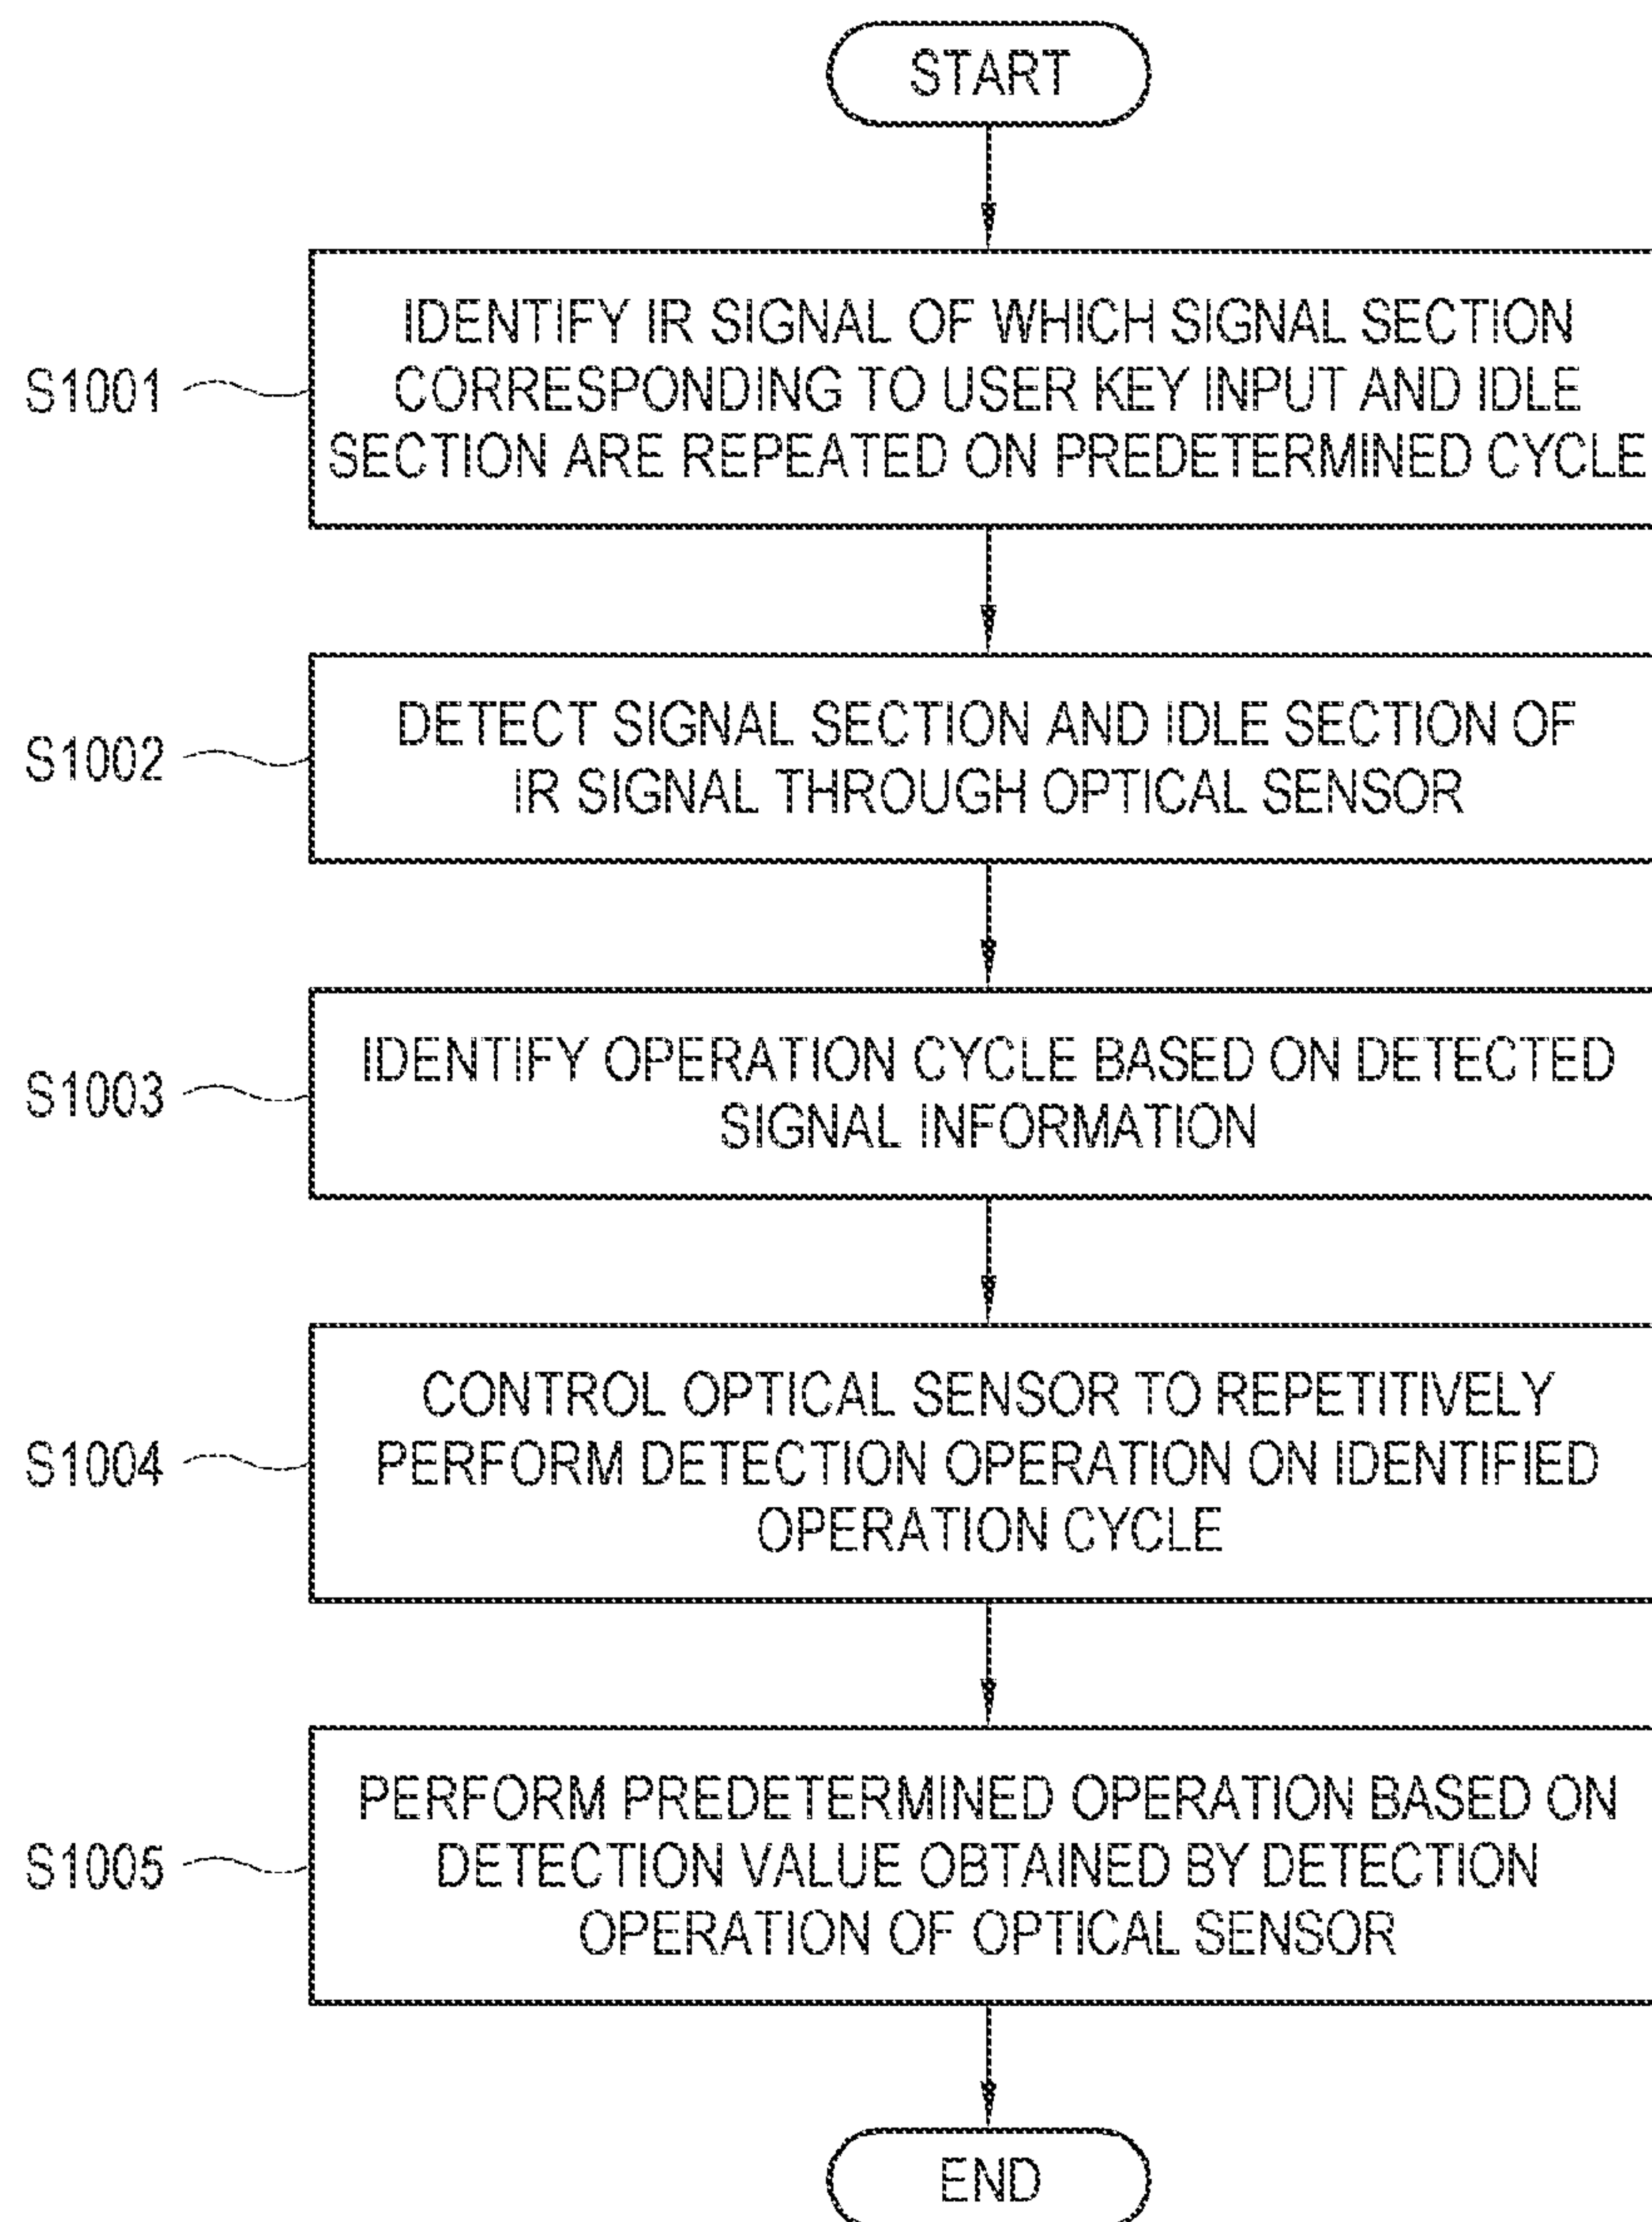 START
S1001
IDENTIFY IR SIGNAL OF WHICH SIGNAL SECTION
CORRESPONDING TO USER KEY INPUT AND IDLE
SECTION ARE REPEATED ON PREDETERMINED CYCLE
S1002
DETECT SIGNAL SECTION AND IDLE SECTION OF
IR SIGNAL THROUGH OPTICAL SENSOR
S1003
IDENTIFY OPERATION CYCLE BASED ON DETECTED
SIGNAL INFORMATION
S1004
CONTROL OPTICAL SENSOR TO REPETITIVELY
PERFORM DETECTION OPERATION ON IDENTIFIED
OPERATION CYCLE
S1005
PERFORM PREDETERMINED OPERATION BASED ON
DETECTION VALUE OBTAINED BY DETECTION
OPERATION OF OPTICAL SENSOR
END